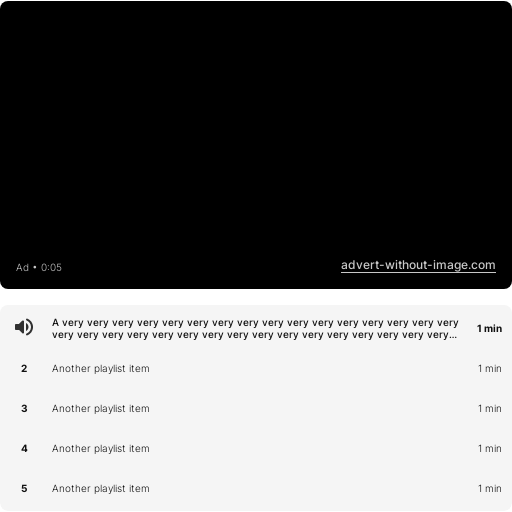 Ad • 0:05
advert-without-image.com
A very very very very very very very very very very very very very very very very
very very very very very very very very very very very very very very very very...
1 min
2 Another playlist item 1 min
3 Another playlist item 1 min
4 Another playlist item 1 min
5 Another playlist item 1 min